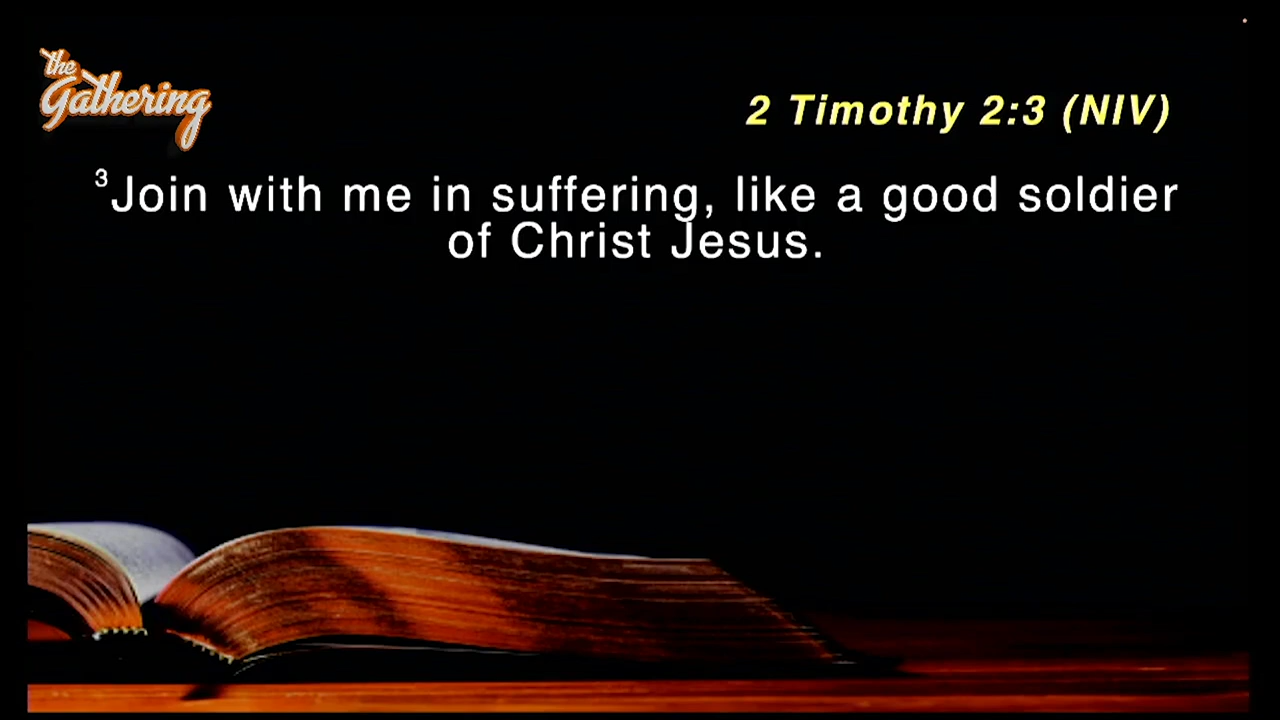 the
Gathering
2 Timothy 2:3 (NIV)
3Join with me in suffering, like a good soldier
of Christ Jesus.